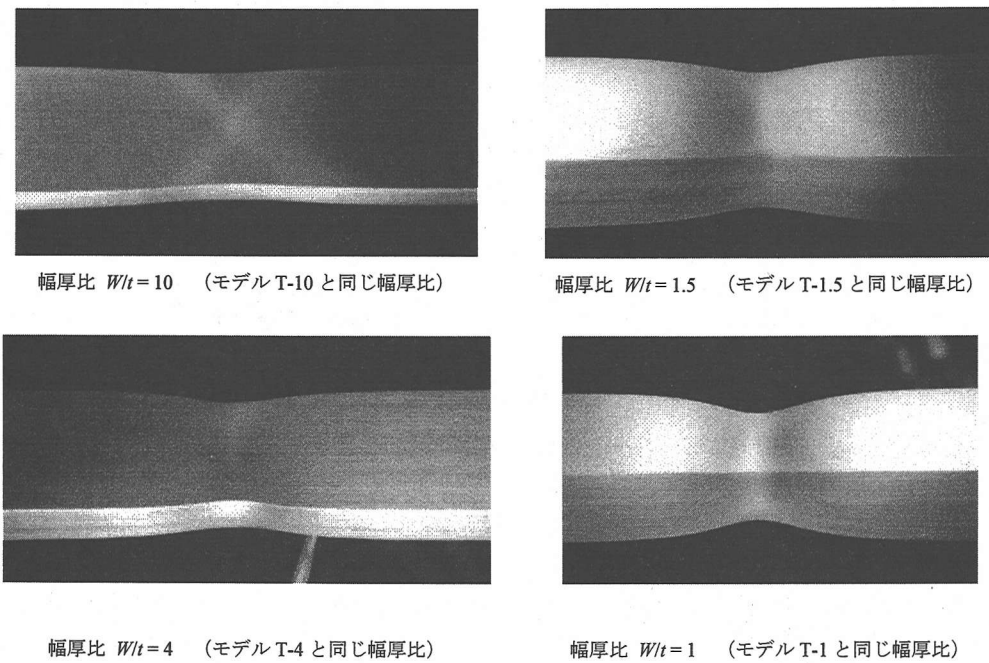 幅厚比 W/t = 10 （モデル T-10 と同じ幅厚比）
幅厚比 W/t = 1.5 （モデル T-1.5 と同じ幅厚比）
幅厚比 W/t = 4 （モデル T-4 と同じ幅厚比）
幅厚比 W/t = 1 （モデル T-1 と同じ幅厚比）